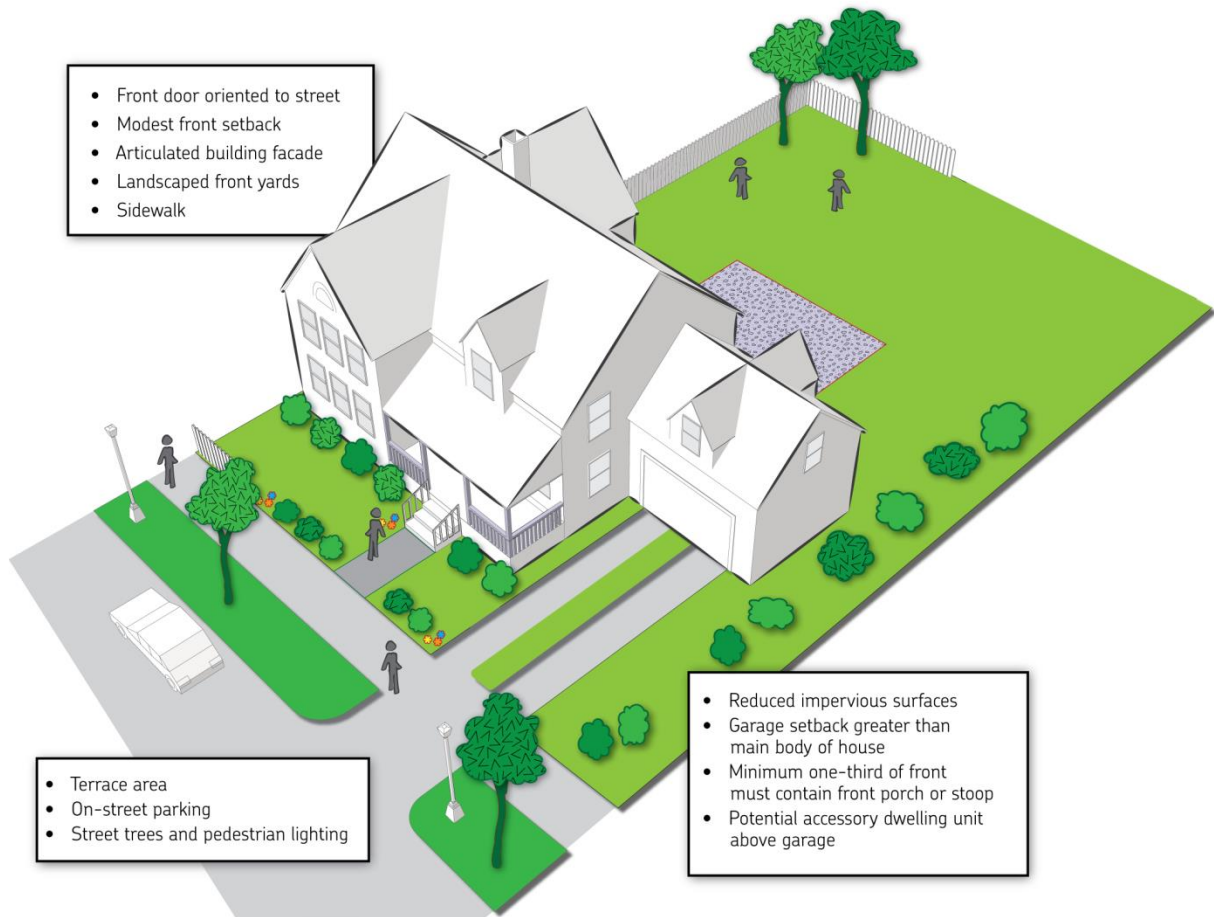 • Front door oriented to street
• Modest front setback
• Articulated building facade
• Landscaped front yards
• Sidewalk
• Terrace area
• On-street parking
• Street trees and pedestrian lighting
• Reduced impervious surfaces
• Garage setback greater than
main body of house
• Minimum one-third of front
must contain front porch or stoop
• Potential accessory dwelling unit
above garage